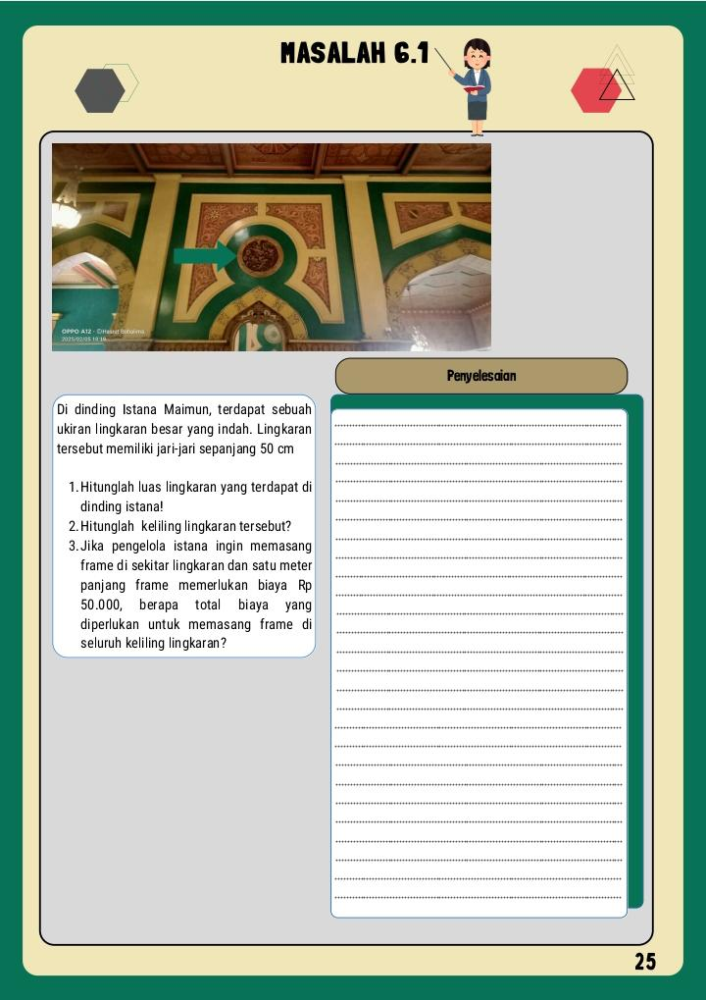 MASALAH 6.1
OPPO A12 · ©Hasrat Bohalima
2025/02/05 10:19
Penyelesaian
Di dinding Istana Maimun, terdapat sebuah
ukiran lingkaran besar yang indah. Lingkaran
tersebut memiliki jari-jari sepanjang 50 cm
1. Hitunglah luas lingkaran yang terdapat di
dinding istana!
2. Hitunglah keliling lingkaran tersebut?
3. Jika pengelola istana ingin memasang
frame di sekitar lingkaran dan satu meter
panjang frame memerlukan biaya Rp
50.000, berapa total biaya yang
diperlukan untuk memasang frame di
seluruh keliling lingkaran?
25